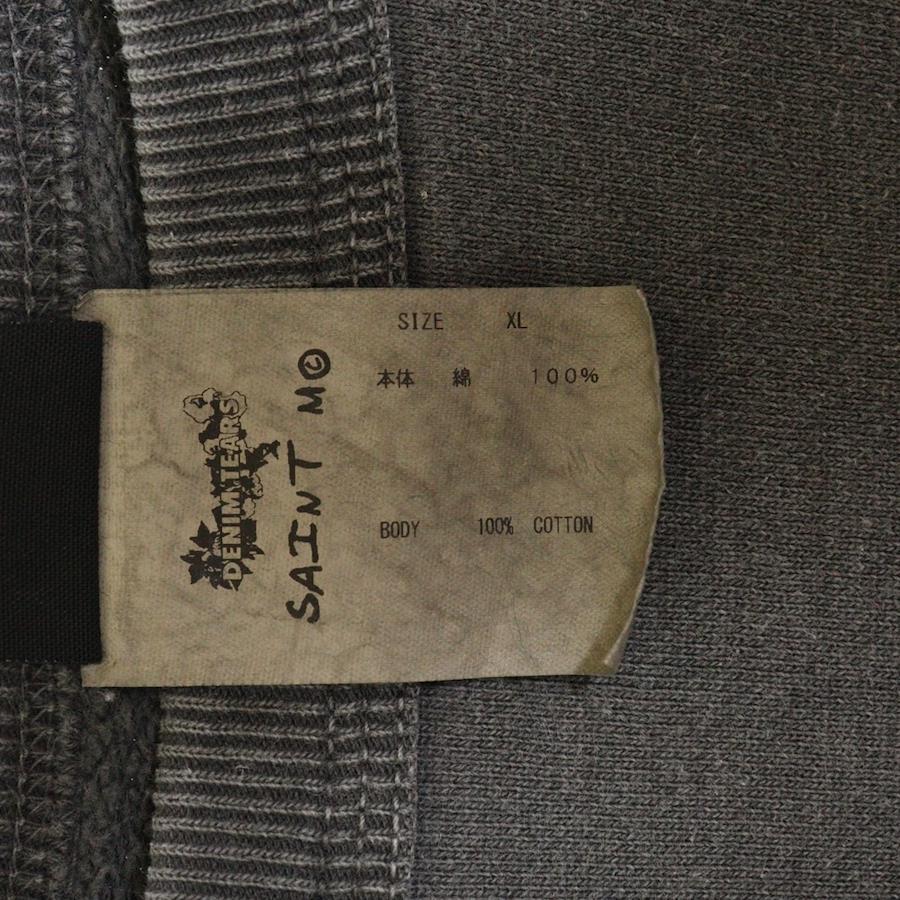 DENIM TEARS
SAINT M©
SIZE XL
本体 綿 100%
BODY 100% COTTON